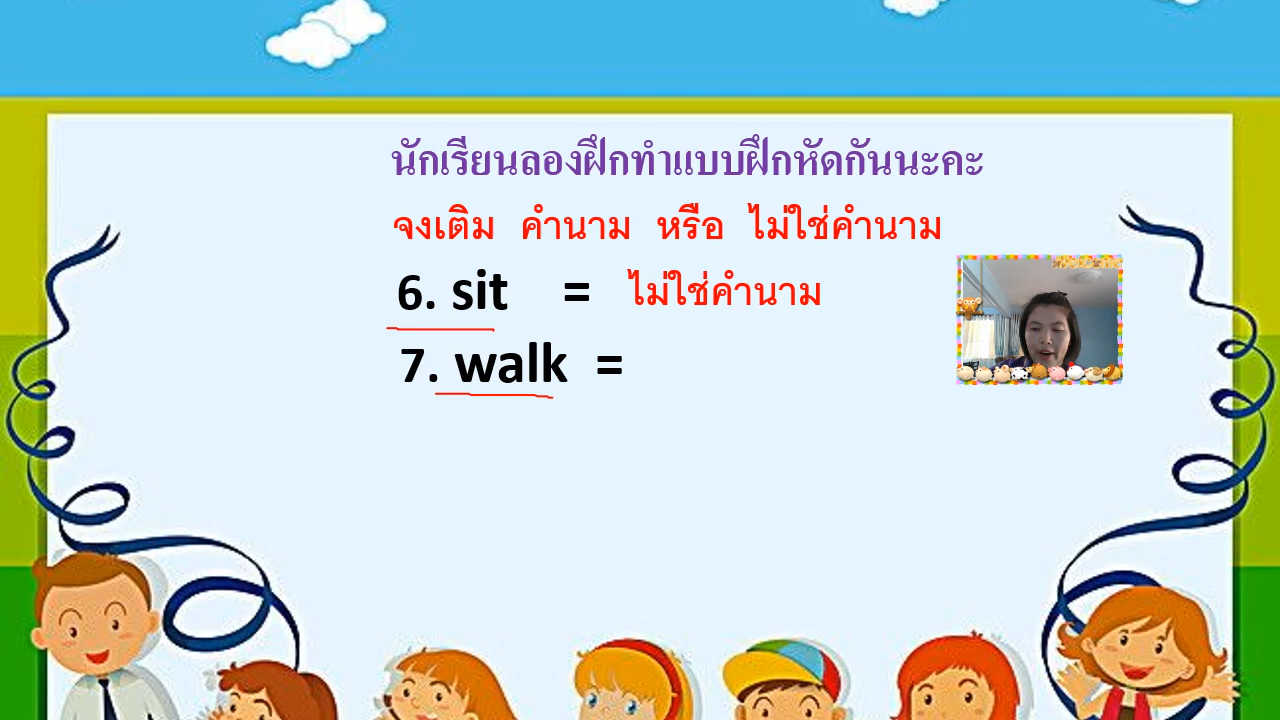 นักเรียนลองฝึกทำแบบฝึกหัดกันนะคะ
จงเติม คำนาม หรือ ไม่ใช่คำนาม
6. sit = ไม่ใช่คำนาม
7. walk =